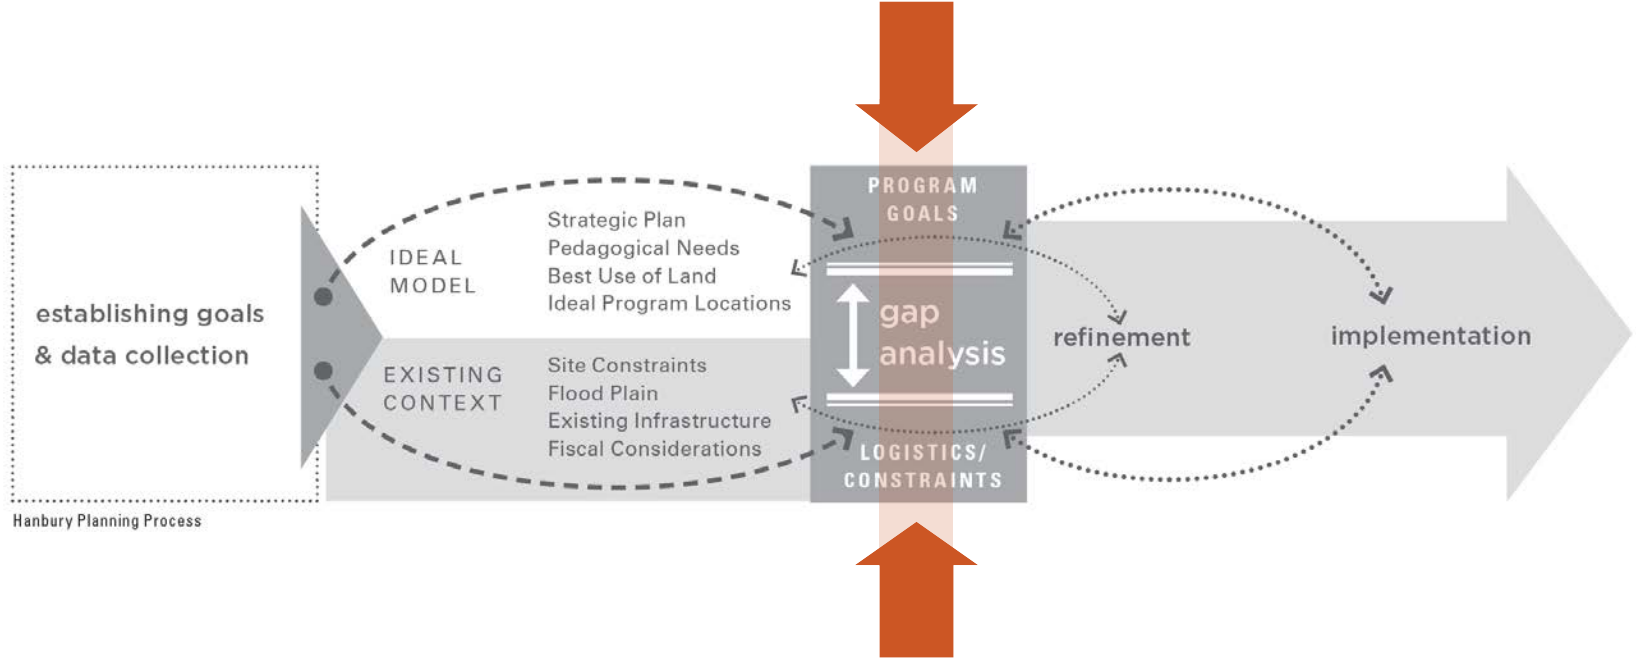 establishing goals
& data collection
Hanbury Planning Process
IDEAL
MODEL
Strategic Plan
Pedagogical Needs
Best Use of Land
Ideal Program Locations
EXISTING
CONTEXT
Site Constraints
Flood Plain
Existing Infrastructure
Fiscal Considerations
PROGRAM
GOALS
gap
analysis
LOGISTICS/
CONSTRAINTS
refinement
implementation